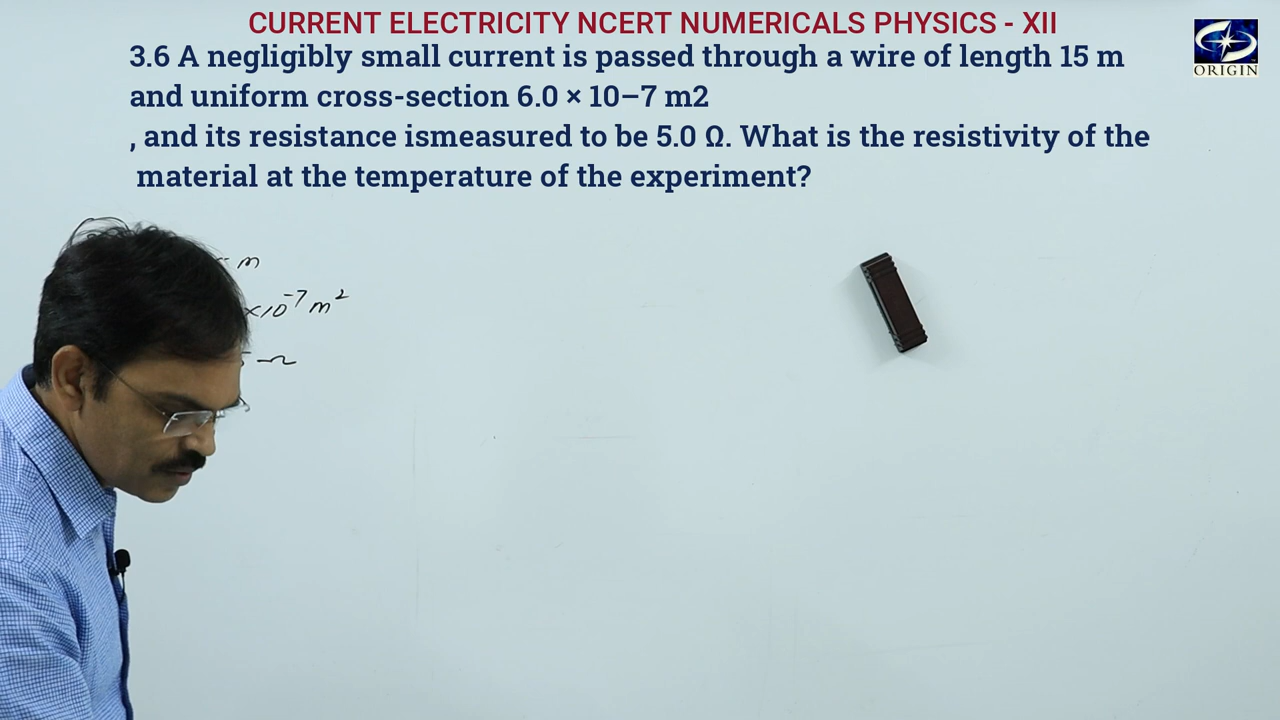 CURRENT ELECTRICITY NCERT NUMERICALS PHYSICS - XII
3.6 A negligibly small current is passed through a wire of length 15 m
and uniform cross-section 6.0 × 10–7 m2
, and its resistance ismeasured to be 5.0 Ω. What is the resistivity of the
material at the temperature of the experiment?
ORIGIN
m
×10⁻⁷ m²
Ω